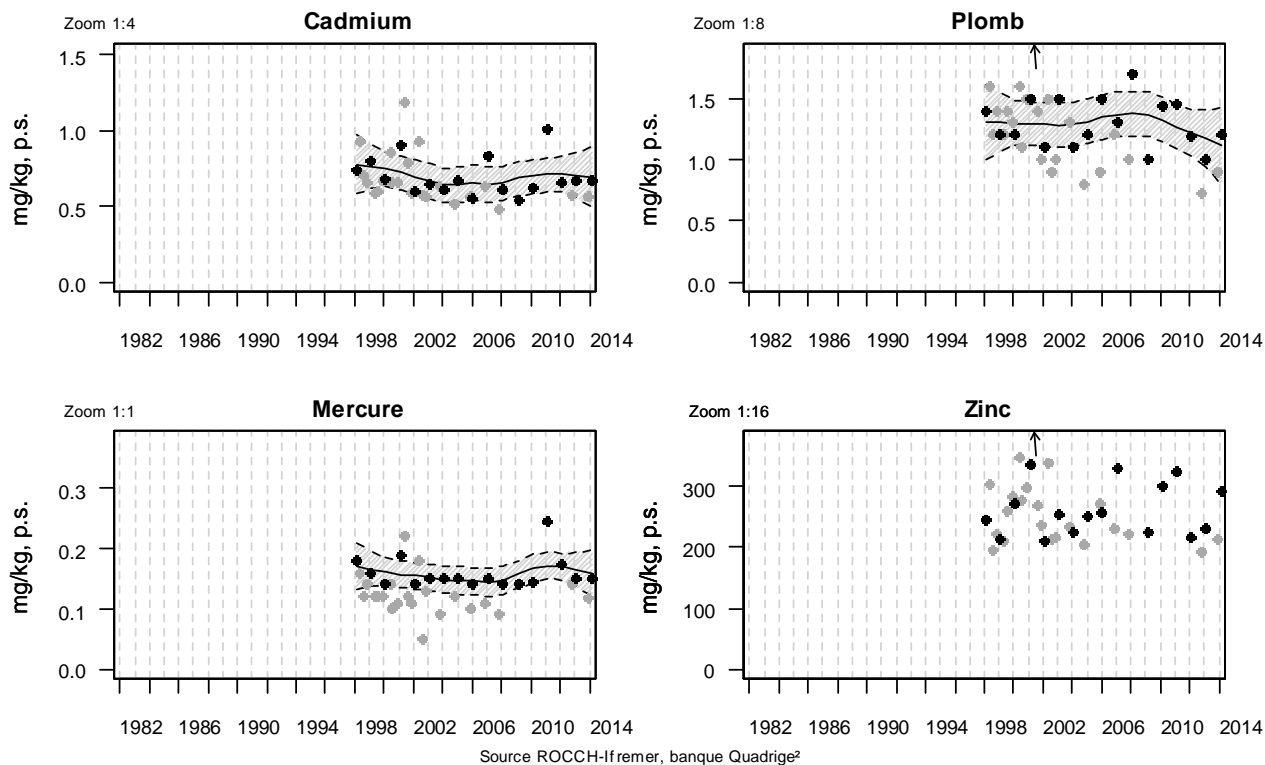 Zoom 1:4
Cadmium
mg/kg, p.s.
1.5
1.0
0.5
0.0
1982 1986 1990 1994 1998 2002 2006 2010 2014
Zoom 1:8
Plomb
mg/kg, p.s.
1.5
1.0
0.5
0.0
1982 1986 1990 1994 1998 2002 2006 2010 2014
Zoom 1:1
Mercure
mg/kg, p.s.
0.3
0.2
0.1
0.0
1982 1986 1990 1994 1998 2002 2006 2010 2014
Zoom 1:16
Zinc
mg/kg, p.s.
300
200
100
0
1982 1986 1990 1994 1998 2002 2006 2010 2014
Source ROCCH-Ifremer, banque Quadrige²